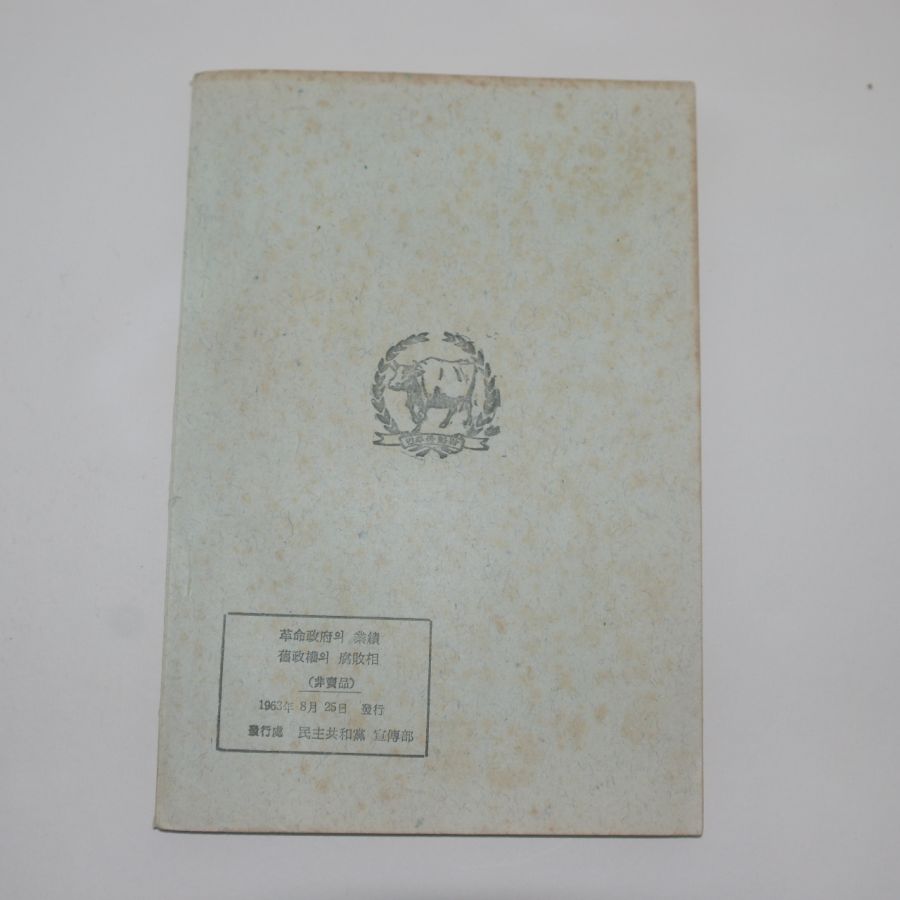 革命政府의 業績
舊政權의 腐敗相
(非賣品)
1963年 8月 25日 發行
發行處 民主共和黨 宣傳部